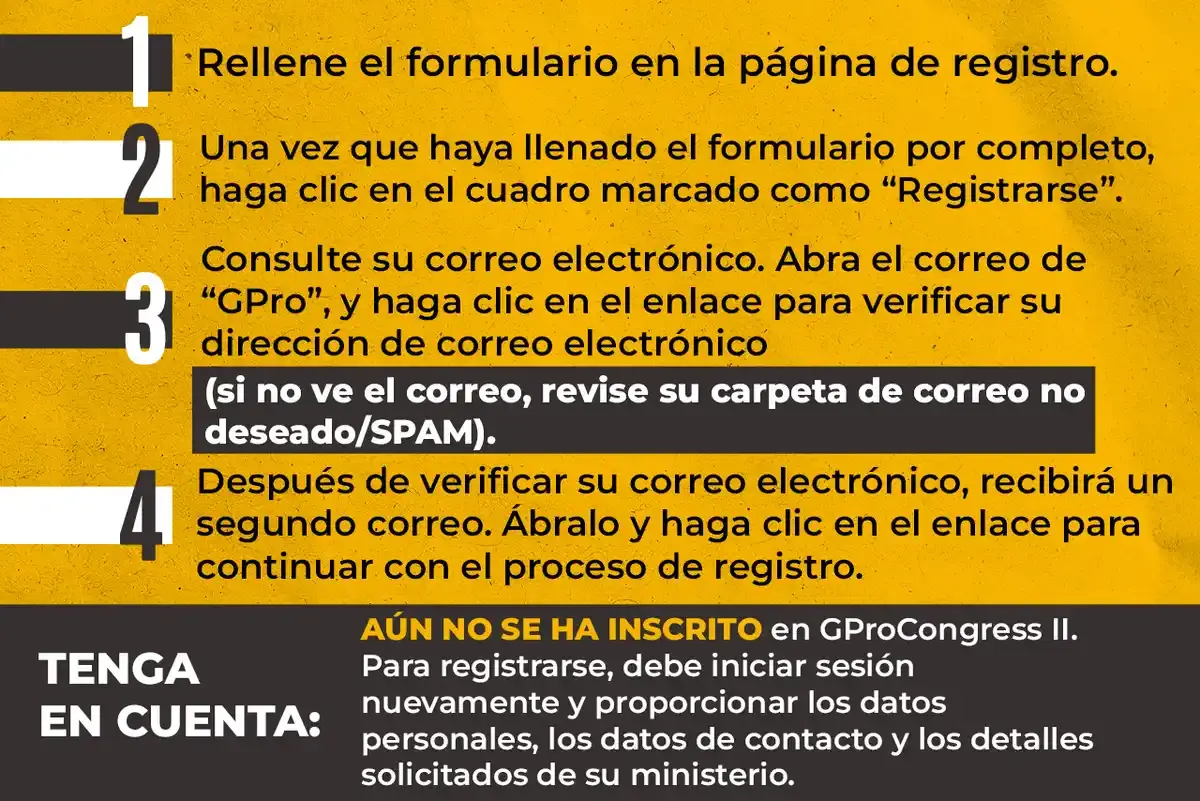 1
Rellene el formulario en la página de registro.
2
Una vez que haya llenado el formulario por completo,
haga clic en el cuadro marcado como “Registrarse”.
3
Consulte su correo electrónico. Abra el correo de
“GPro”, y haga clic en el enlace para verificar su
dirección de correo electrónico
(si no ve el correo, revise su carpeta de correo no
deseado/SPAM).
4
Después de verificar su correo electrónico, recibirá un
segundo correo. Ábralo y haga clic en el enlace para
continuar con el proceso de registro.
TENGA
EN CUENTA:
AÚN NO SE HA INSCRITO en GProCongress II.
Para registrarse, debe iniciar sesión
nuevamente y proporcionar los datos
personales, los datos de contacto y los detalles
solicitados de su ministerio.